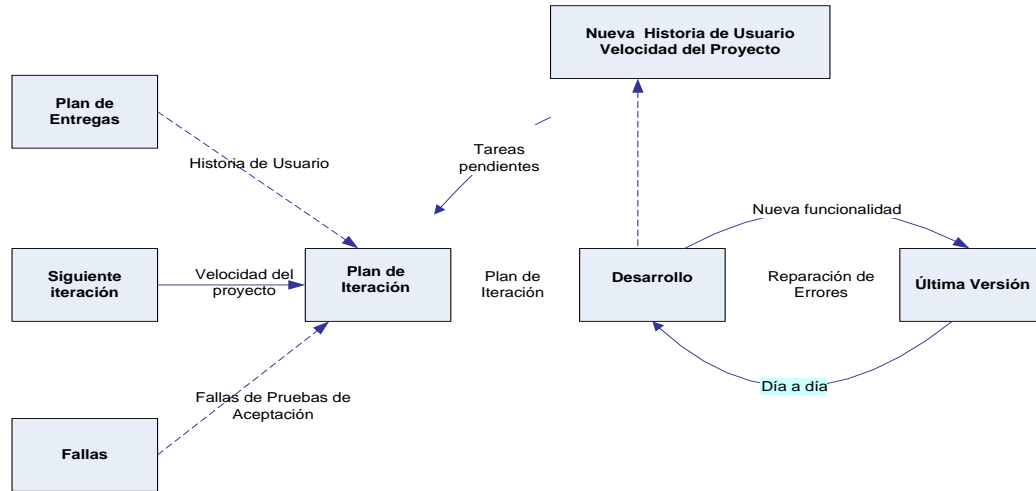 Nueva Historia de Usuario
Velocidad del Proyecto
Plan de
Entregas
Historia de Usuario
Tareas
pendientes
Nueva funcionalidad
Siguiente
iteración
Velocidad del
proyecto
Plan de
Iteración
Plan de
Iteración
Desarrollo
Reparación de
Errores
Última Versión
Día a día
Fallas de Pruebas de
Aceptación
Fallas